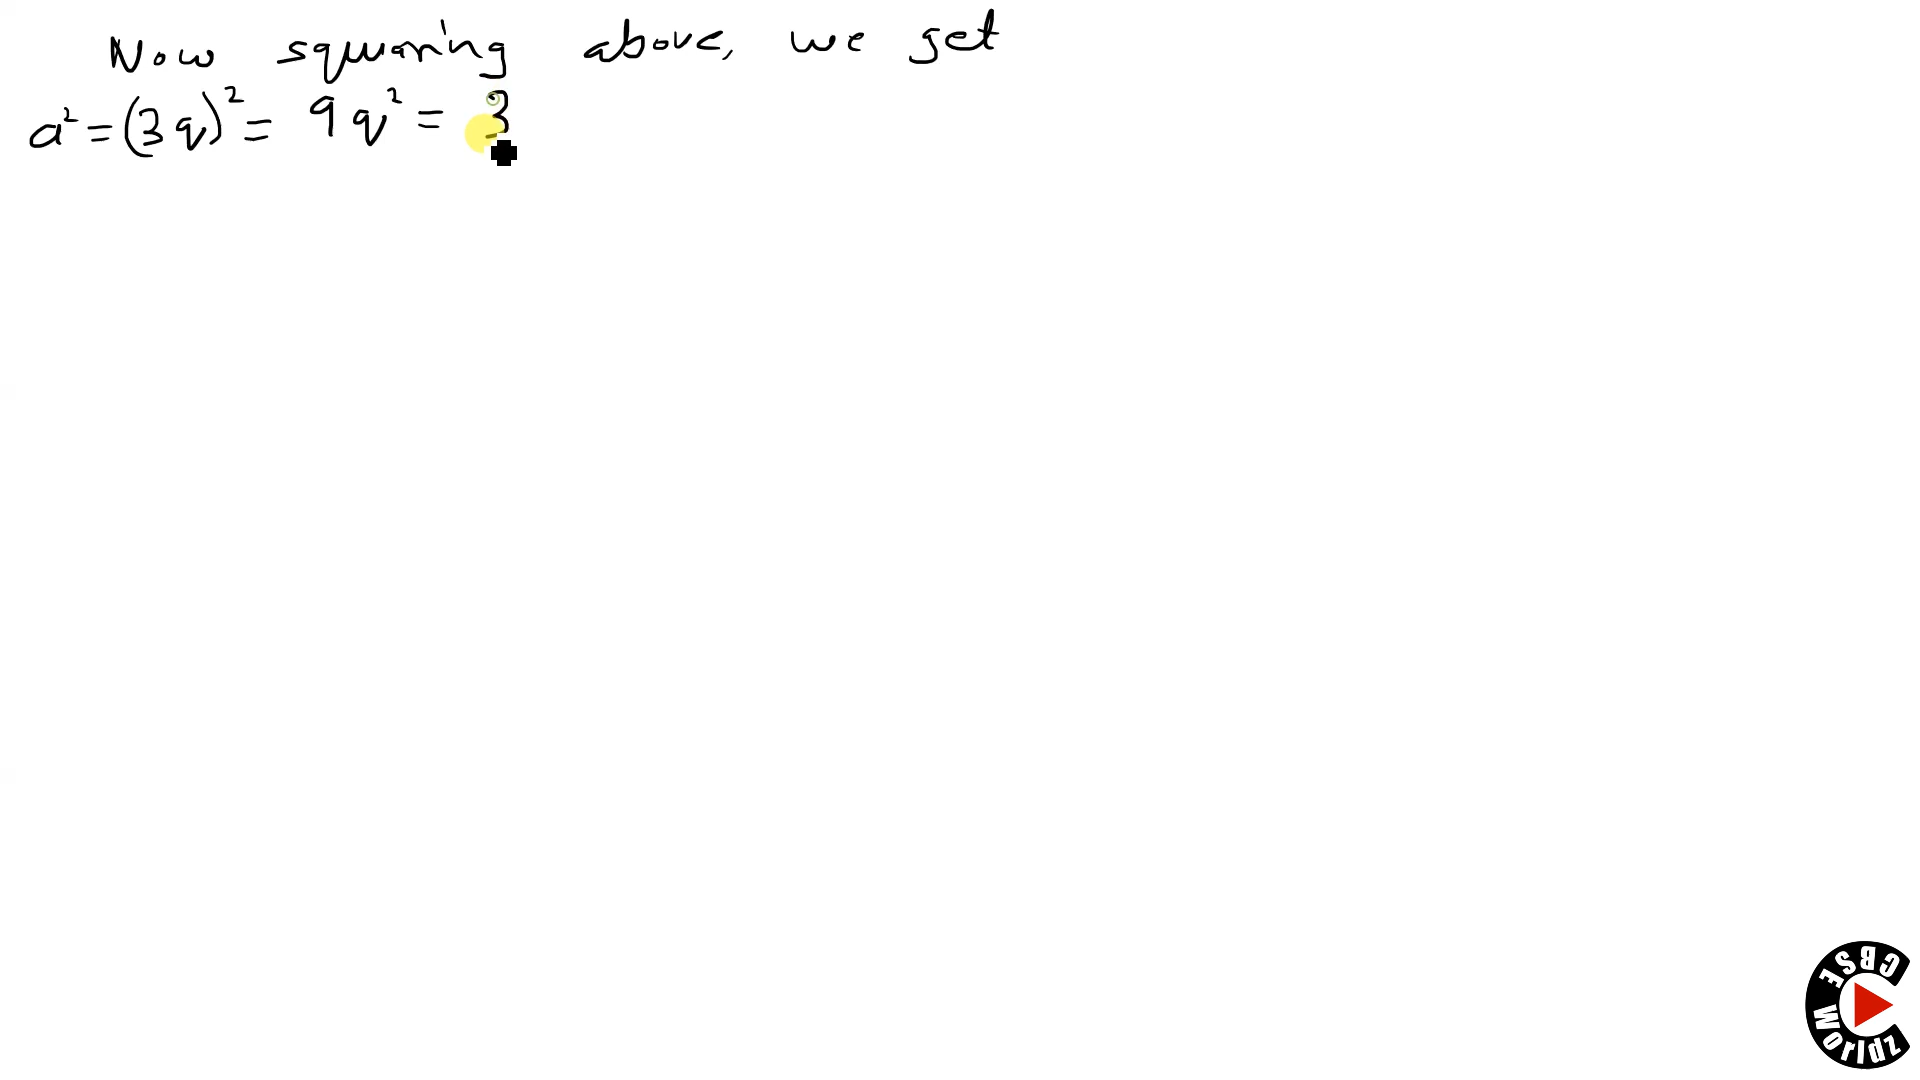 Now squaring above, we get
a² = (3q)² = 9q² = 3
CBSE Worldz